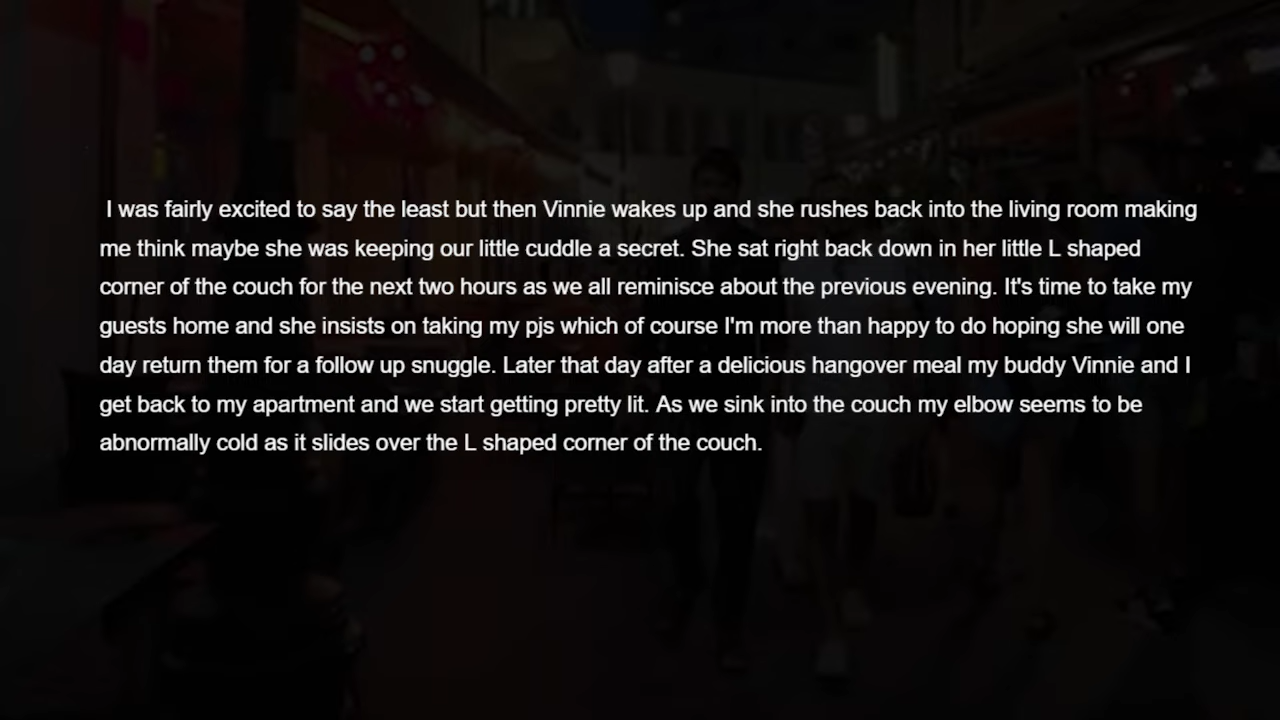 I was fairly excited to say the least but then Vinnie wakes up and she rushes back into the living room making
me think maybe she was keeping our little cuddle a secret. She sat right back down in her little L shaped
corner of the couch for the next two hours as we all reminisce about the previous evening. It's time to take my
guests home and she insists on taking my pjs which of course I'm more than happy to do hoping she will one
day return them for a follow up snuggle. Later that day after a delicious hangover meal my buddy Vinnie and I
get back to my apartment and we start getting pretty lit. As we sink into the couch my elbow seems to be
abnormally cold as it slides over the L shaped corner of the couch.